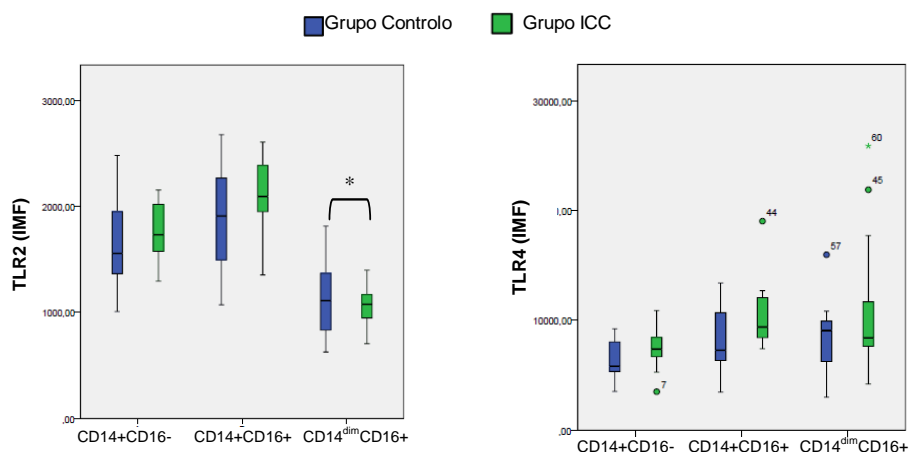 Grupo Controlo
Grupo ICC
TLR2 (IMF)
3000,00
2000,00
1000,00
,00
*
CD14+CD16-
CD14+CD16+
CD14dimCD16+
TLR4 (IMF)
30000,00
),00
10000,00
,00
7
44
57
60
45
CD14+CD16-
CD14+CD16+
CD14dimCD16+